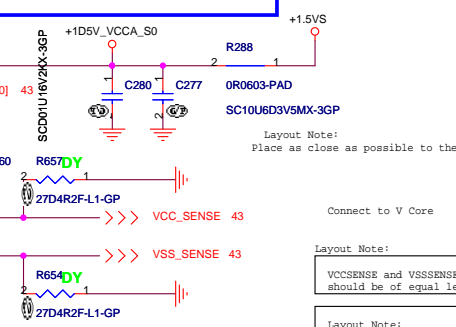 +1.5VS
+1D5V_VCCA_S0
SCD01U16V2KX-3GP
R288
2 1
1 1
0] 43
C280 C277
0R0603-PAD
2 2
SC10U6D3V5MX-3GP
Layout Note:
Place as close as possible to the
60
R657 DY
2 1
27D4R2F-L1-GP
VCC_SENSE 43
Connect to V Core
VSS_SENSE 43
Layout Note:
R654 DY
VCCSENSE and VSSSENSE
should be of equal le
2 1
27D4R2F-L1-GP
Layout Note: